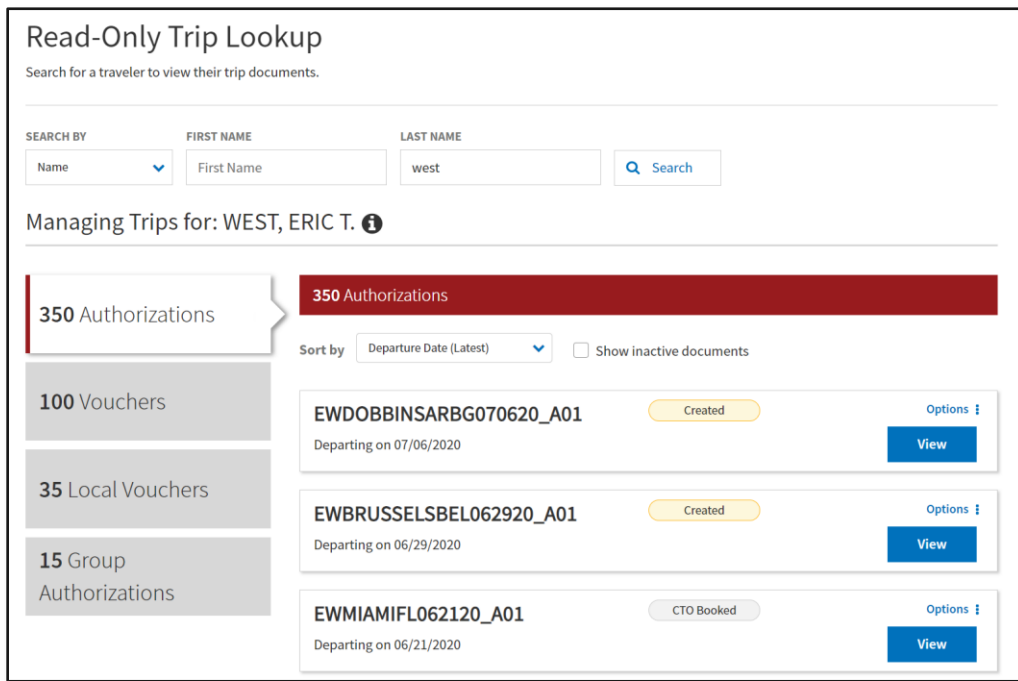 Read-Only Trip Lookup
Search for a traveler to view their trip documents.
SEARCH BY FIRST NAME LAST NAME
Name First Name west Search
Managing Trips for: WEST, ERIC T.
350 Authorizations
100 Vouchers
35 Local Vouchers
15 Group
Authorizations
350 Authorizations
Sort by Departure Date (Latest) Show inactive documents
EWDOBBINSARBG070620_A01 Created Options
Departing on 07/06/2020 View
EWBRUSSELSBEL062920_A01 Created Options
Departing on 06/29/2020 View
EWMIAMIFL062120_A01 CTO Booked Options
Departing on 06/21/2020 View